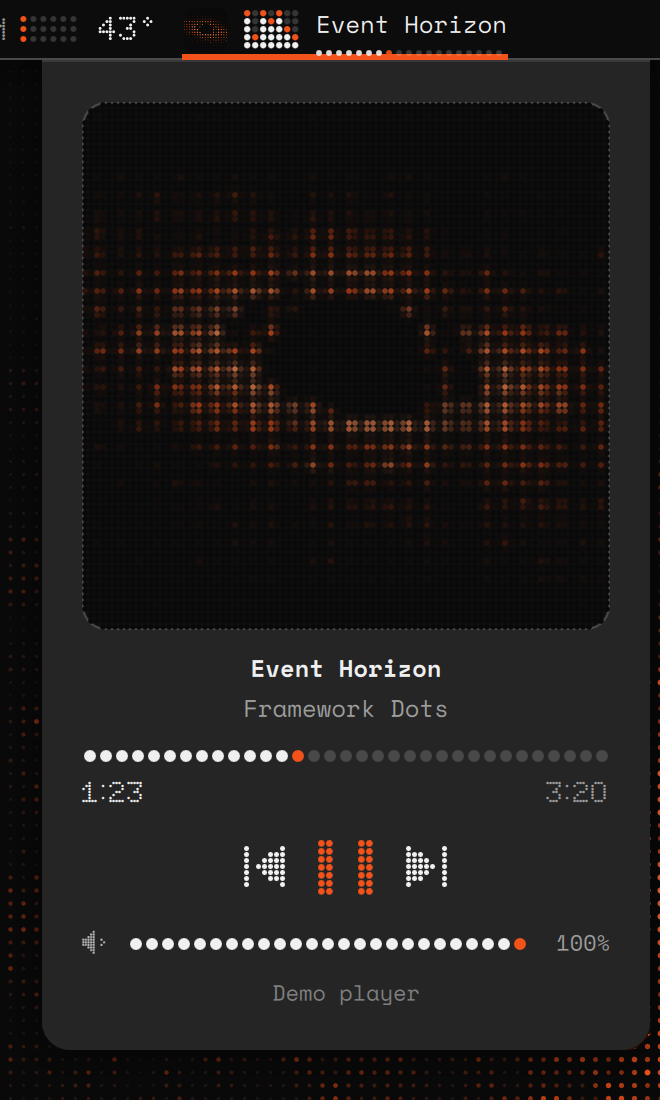 43°
Event Horizon
Event Horizon
Framework Dots
1:23
3:20
100%
Demo player